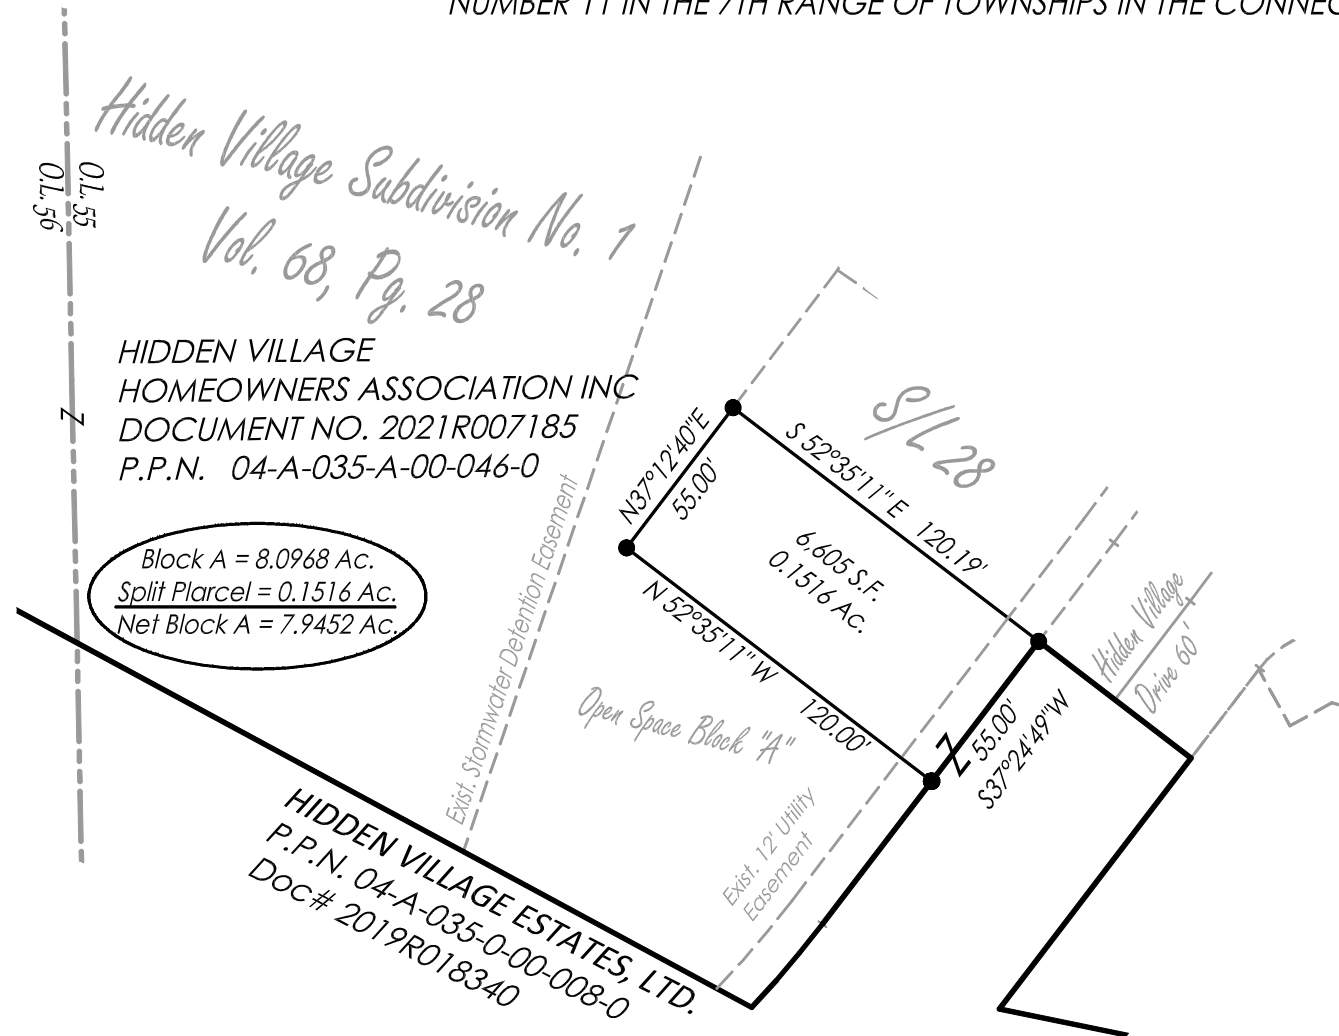 NUMBER 11 IN THE 7TH RANGE OF TOWNSHIPS IN THE CONNEC
Hidden Village Subdivision No. 1
Vol. 68, Pg. 28
O.L. 55
O.L. 56
HIDDEN VILLAGE
HOMEOWNERS ASSOCIATION INC
DOCUMENT NO. 2021R007185
P.P.N. 04-A-035-A-00-046-0
Z
Block A = 8.0968 Ac.
Split Plarcel = 0.1516 Ac.
Net Block A = 7.9452 Ac.
Exist. Stormwater Detention Easement
N37°12'40"E
55.00'
S/L 28
S 52°35'11" E 120.19'
6,605 S.F.
0.1516 Ac.
N 52°35'11" W 120.00'
Hidden Village
Drive 60'
Open Space Block "A"
Z
55.00'
S37°24'49"W
Exist. 12' Utility
Easement
HIDDEN VILLAGE ESTATES, LTD.
P.P.N. 04-A-035-0-00-008-0
Doc# 2019R018340